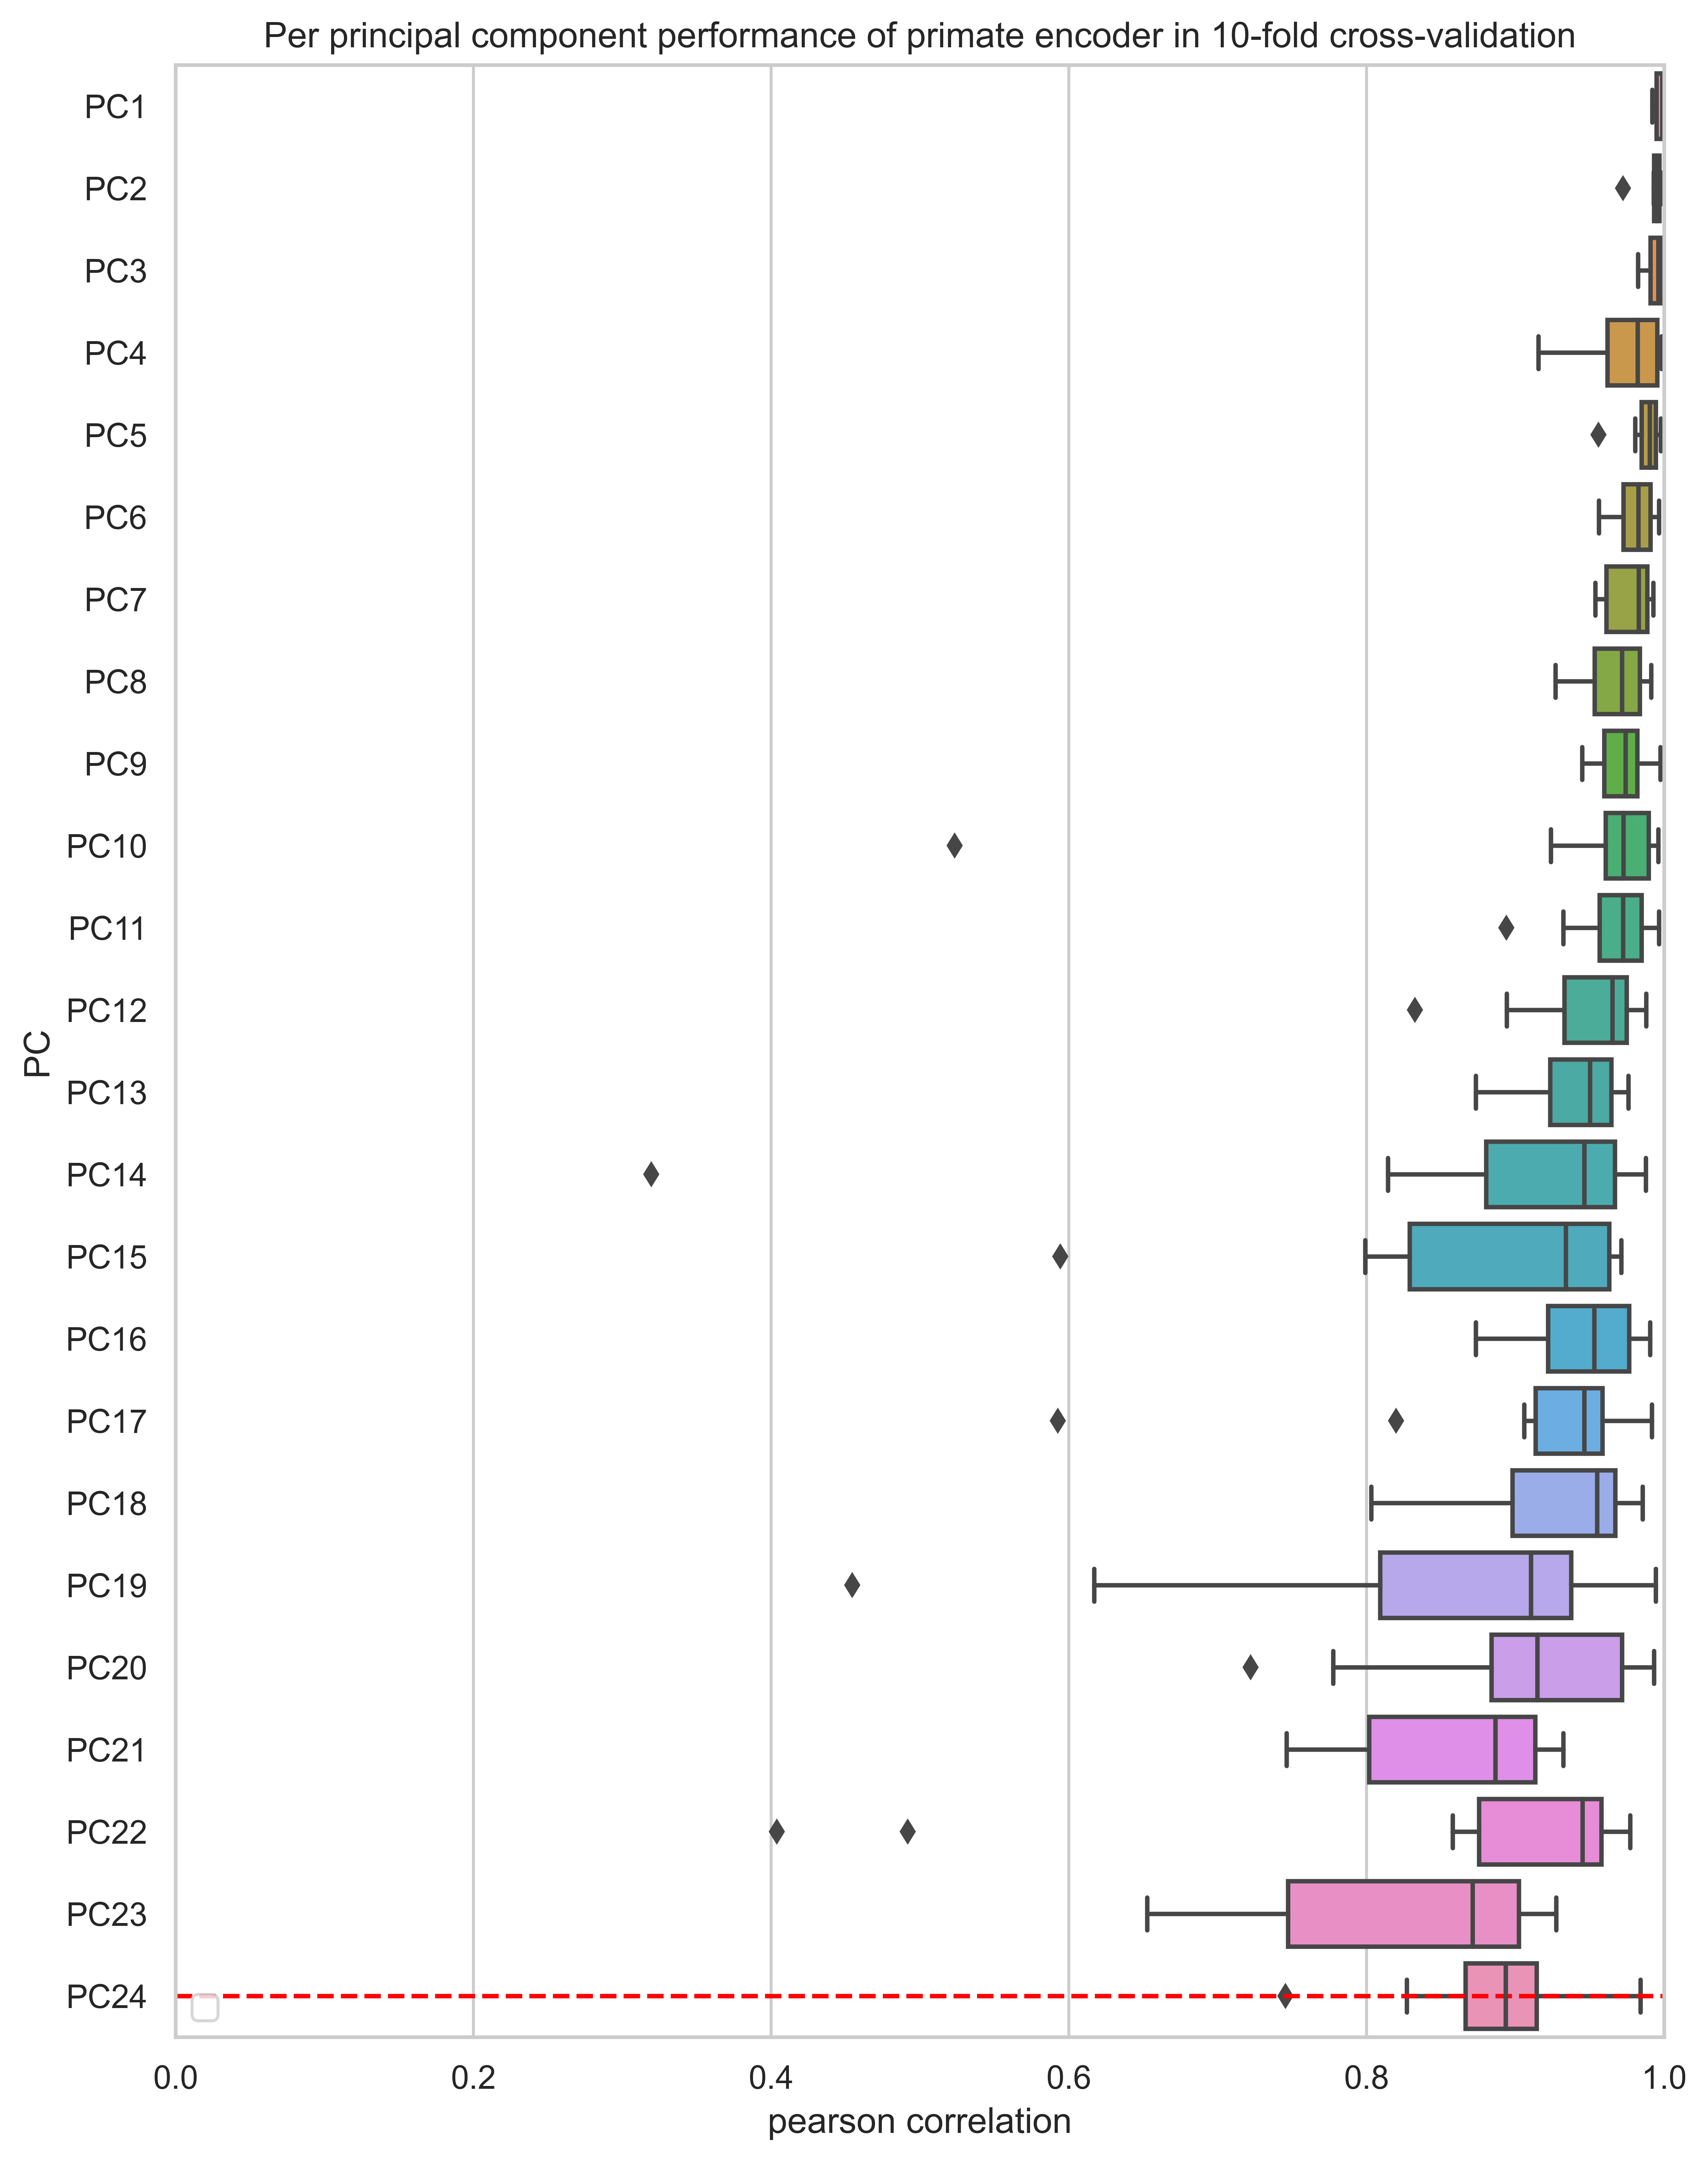 Per principal component performance of primate encoder in 10-fold cross-validation
PC1
PC2
PC3
PC4
PC5
PC6
PC7
PC8
PC9
PC10
PC11
PC12
PC13
PC14
PC15
PC16
PC17
PC18
PC19
PC20
PC21
PC22
PC23
PC24
PC
0.0 0.2 0.4 0.6 0.8 1.0
pearson correlation